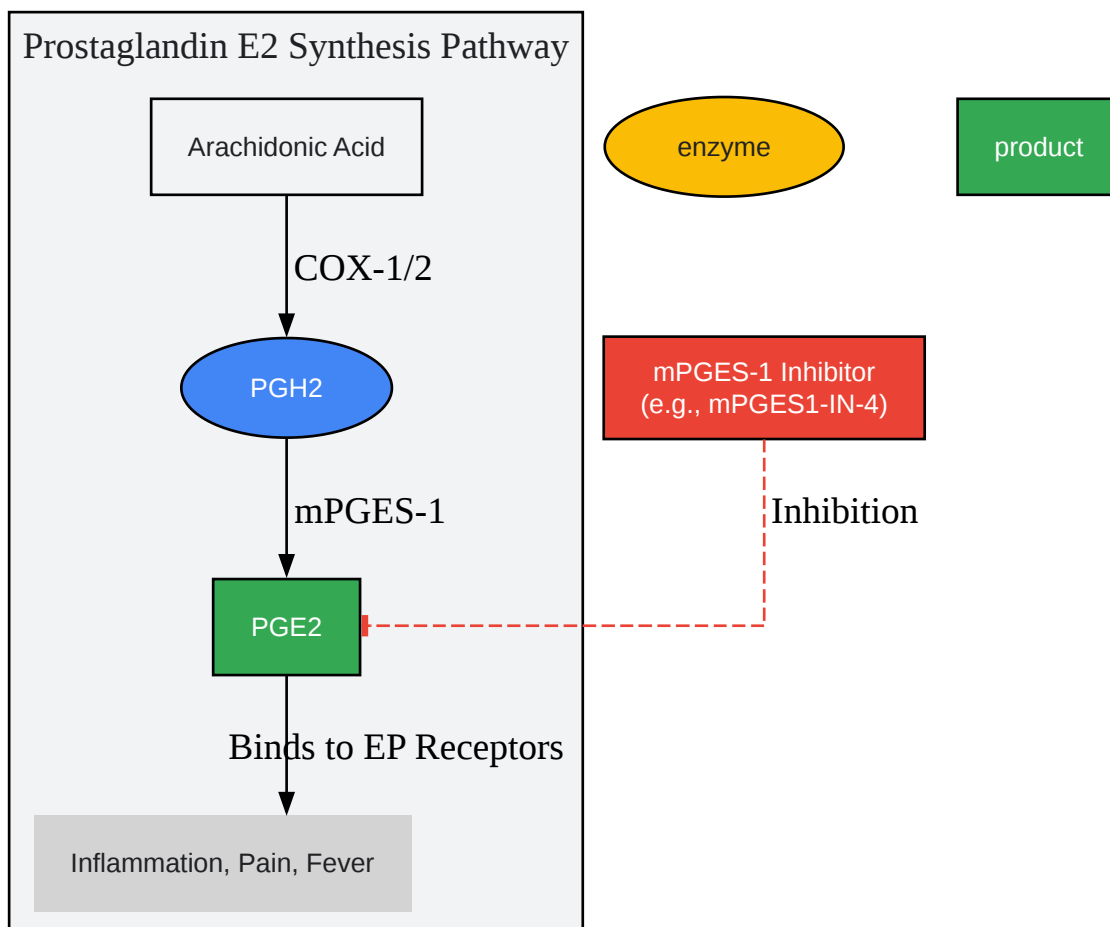 Prostaglandin E2 Synthesis Pathway
Arachidonic Acid
enzyme
product
COX-1/2
PGH2
mPGES-1 Inhibitor
(e.g., mPGES1-IN-4)
mPGES-1
Inhibition
PGE2
Binds to EP Receptors
Inflammation, Pain, Fever